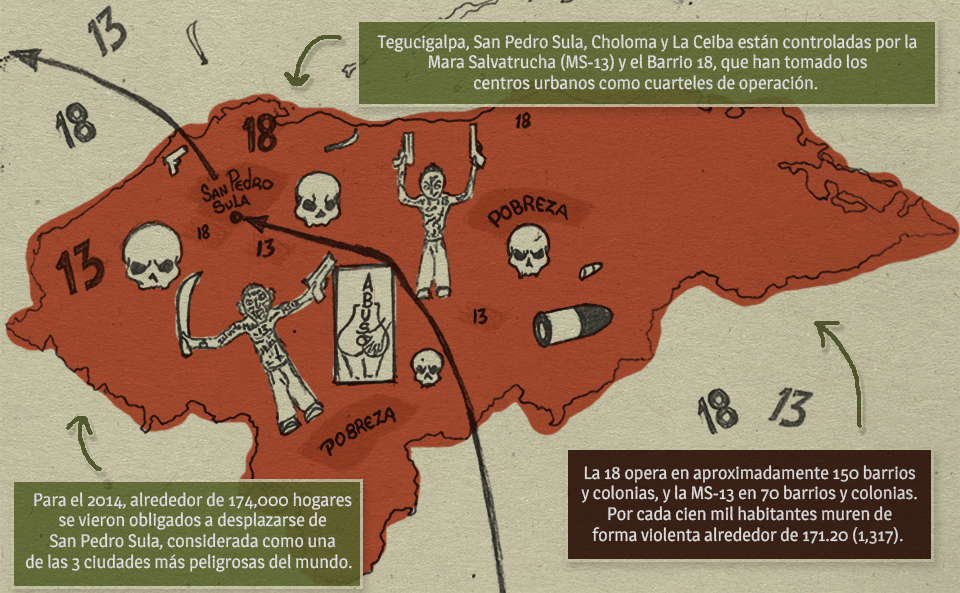 13
Tegucigalpa, San Pedro Sula, Choloma y La Ceiba están controladas por la
Mara Salvatrucha (MS-13) y el Barrio 18, que han tomado los
centros urbanos como cuarteles de operación.
18
18
18
SAN PEDRO
SULA
POBREZA
18
13
13
ABUSO
13
13
POBREZA
18
13
La 18 opera en aproximadamente 150 barrios
y colonias, y la MS-13 en 70 barrios y colonias.
Por cada cien mil habitantes muren de
forma violenta alrededor de 171.20 (1,317).
Para el 2014, alrededor de 174,000 hogares
se vieron obligados a desplazarse de
San Pedro Sula, considerada como una
de las 3 ciudades más peligrosas del mundo.